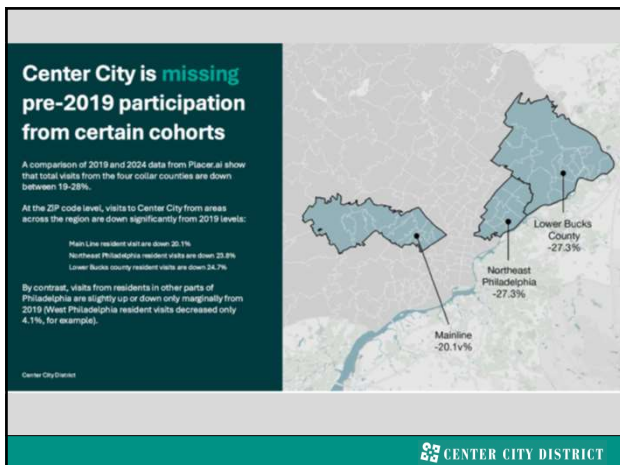 Center City is missing
pre-2019 participation
from certain cohorts
A comparison of 2019 and 2024 data from Placer.ai show
that total visits from the four collar counties are down
between 19-28%.
At the ZIP code level, visits to Center City from areas
across the region are down significantly from 2019 levels:
Main Line resident visit are down 20.1%
Northeast Philadelphia resident visits are down 23.8%
Lower Bucks county resident visits are down 24.7%
By contrast, visits from residents in other parts of
Philadelphia are slightly up or down only marginally from
2019 (West Philadelphia resident visits decreased only
4.1%, for example).
Center City District
Lower Bucks
County
-27.3%
Northeast
Philadelphia
-27.3%
Mainline
-20.1v%
CENTER CITY DISTRICT